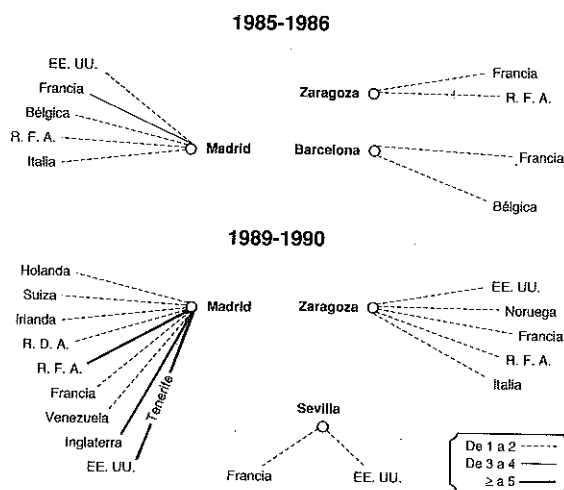 1985-1986
EE. UU.
Francia
Bélgica
R. F. A.
Italia
Madrid
Zaragoza
Francia
R. F. A.
Barcelona
Francia
Bélgica
1989-1990
Holanda
Suiza
Irlanda
R. D. A.
R. F. A.
Francia
Venezuela
Inglaterra
EE. UU.
Tenerife
Madrid
Zaragoza
EE. UU.
Noruega
Francia
R. F. A.
Italia
Sevilla
Francia
EE. UU.
De 1 a 2
De 3 a 4
≥ a 5